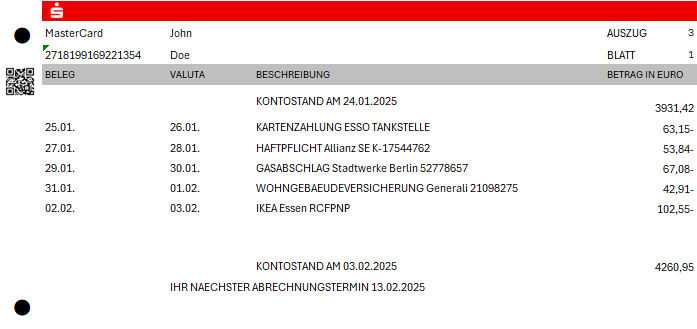 MasterCard John AUSZUG 3
2718199169221354 Doe BLATT 1
BELEG VALUTA BESCHREIBUNG BETRAG IN EURO
KONTOSTAND AM 24.01.2025 3931,42
25.01. 26.01. KARTENZAHLUNG ESSO TANKSTELLE 63,15-
27.01. 28.01. HAFTPFLICHT Allianz SE K-17544762 53,84-
29.01. 30.01. GASABSCHLAG Stadtwerke Berlin 52778657 67,08-
31.01. 01.02. WOHNGEBAEUDEVERSICHERUNG Generali 21098275 42,91-
02.02. 03.02. IKEA Essen RCFPNP 102,55-
KONTOSTAND AM 03.02.2025 4260,95
IHR NAECHSTER ABRECHNUNGSTERMIN 13.02.2025